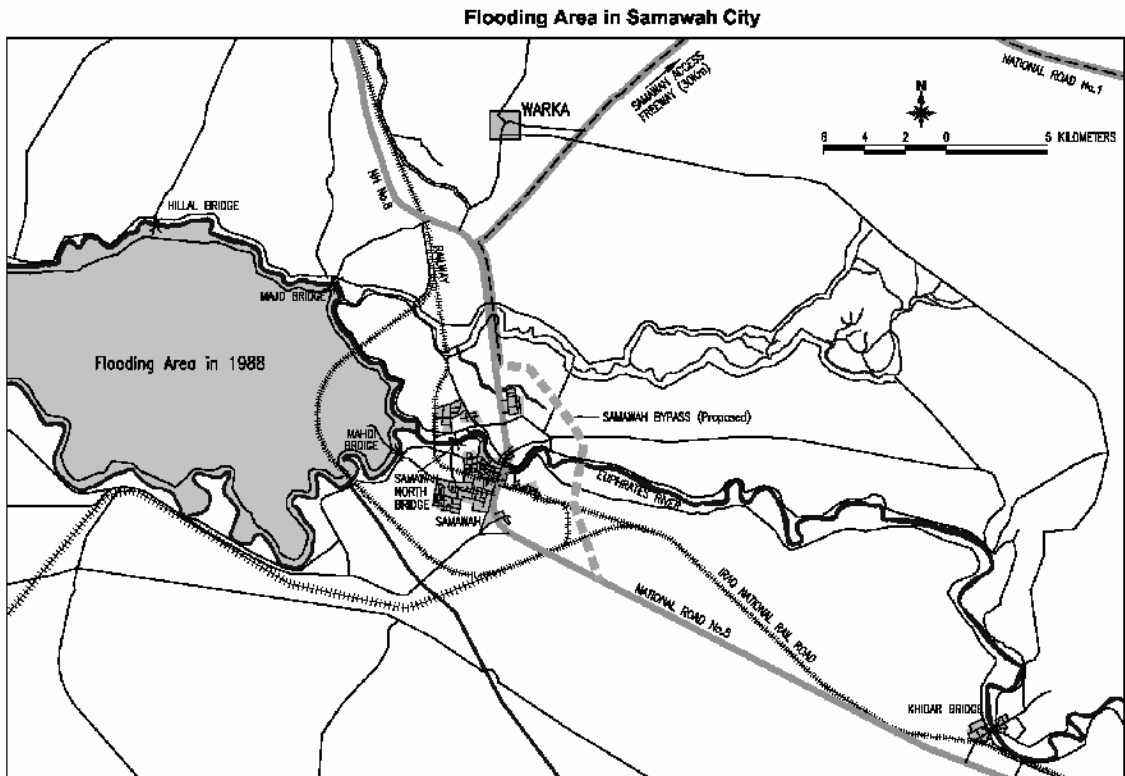 Flooding Area in Samawah City
NATIONAL ROAD No.1
SAMAWAH ACCESS
FREEWAY (30Km)
WARKA
N
6 4 2 0 5 KILOMETERS
NH No.8
HILLAL BRIDGE
RAILWAY
MAJD BRIDGE
Flooding Area in 1988
SAMAWAH BYPASS (Proposed)
MAHDI
BRIDGE
SAMAWAH
NORTH
BRIDGE
EUPHRATES RIVER
SAMAWAH
IRAQ NATIONAL RAIL ROAD
NATIONAL ROAD No.8
KHIDAR BRIDGE